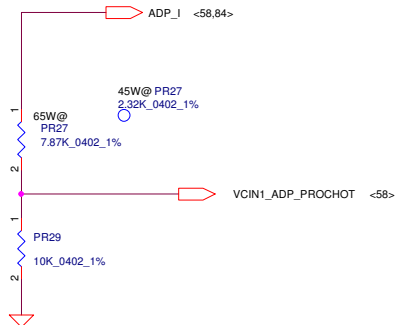 ADP_I <58,84>
45W@ PR27
2.32K_0402_1%
1
65W@
PR27
7.87K_0402_1%
2
VCIN1_ADP_PROCHOT <58>
1
PR29
10K_0402_1%
2